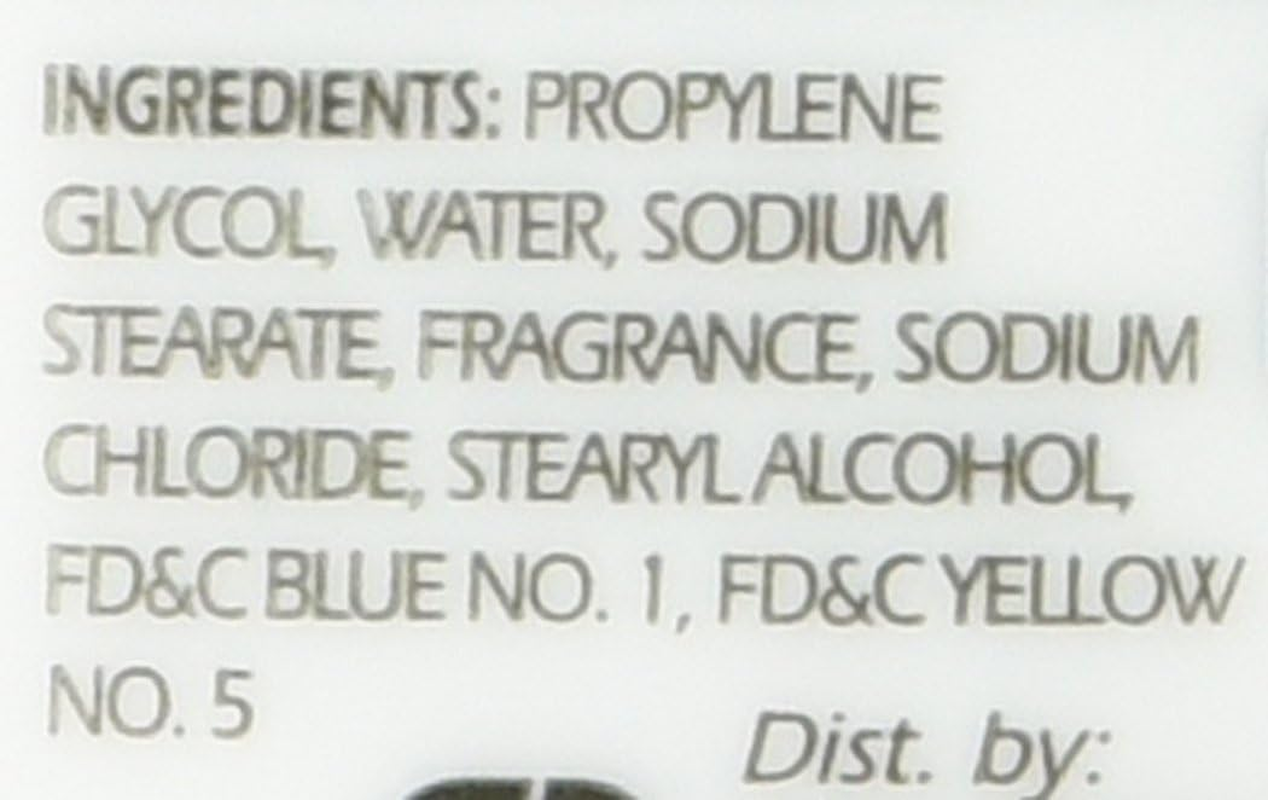 INGREDIENTS: PROPYLENE
GLYCOL, WATER, SODIUM
STEARATE, FRAGRANCE, SODIUM
CHLORIDE, STEARYL ALCOHOL,
FD&C BLUE NO. 1, FD&C YELLOW
NO. 5
Dist. by: